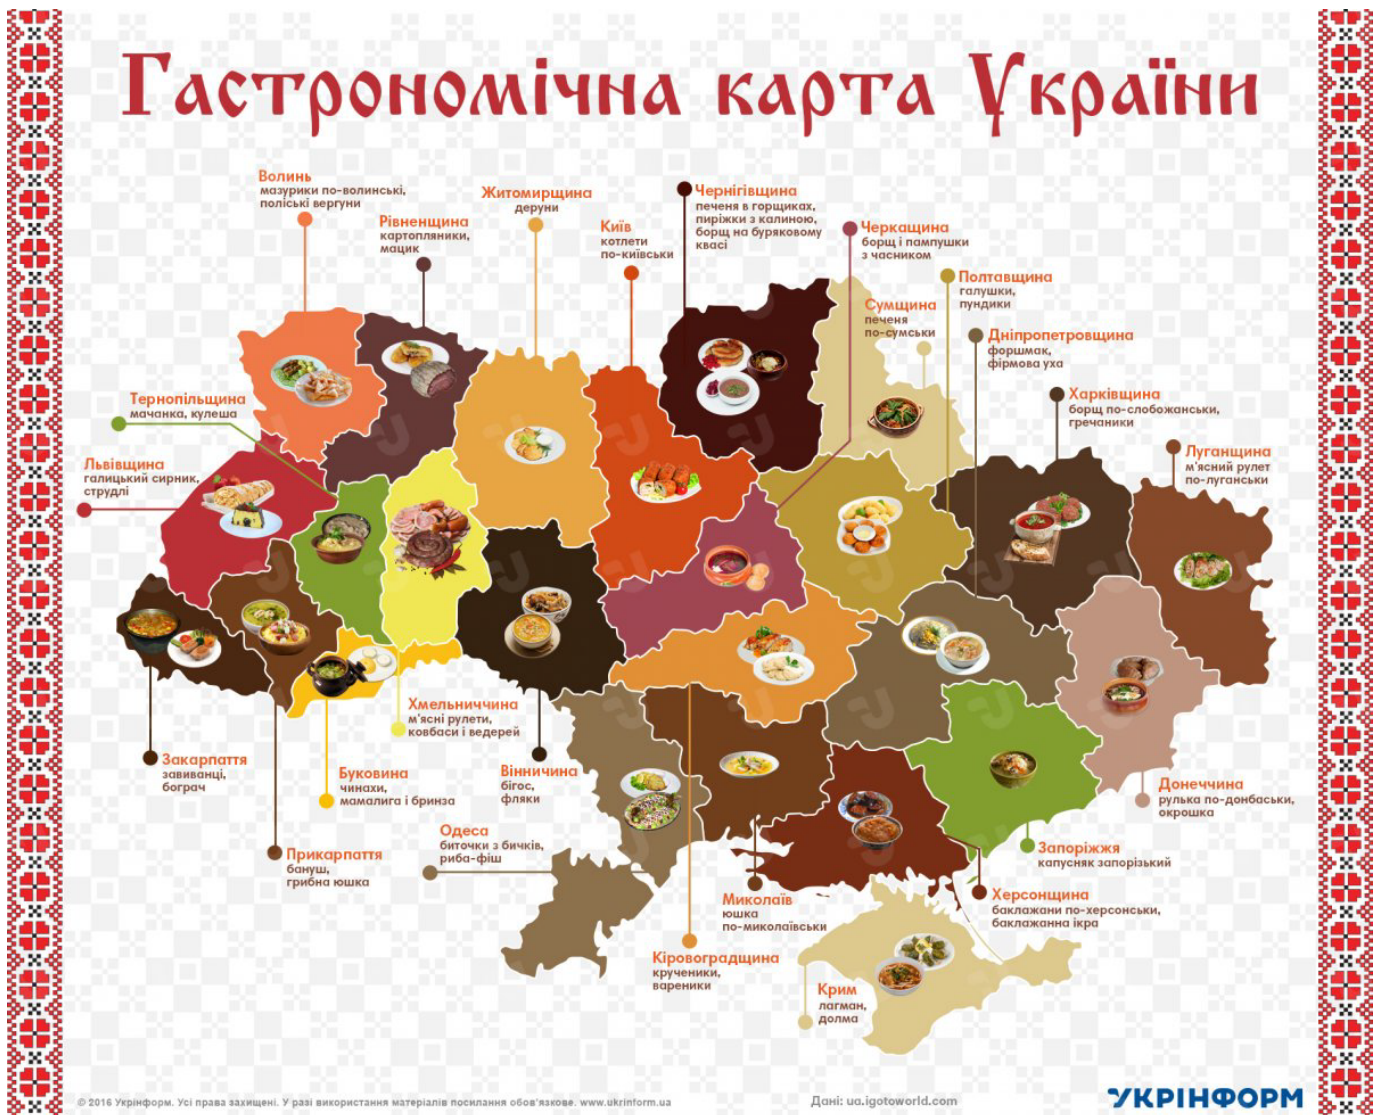 Гастрономічна карта України
Волинь
мазурики по-волинські,
поліські вергуни
Рівненщина
картопляники,
мацик
Житомирщина
деруни
Київ
котлети
по-київськи
Чернігівщина
печеня в горщиках,
пиріжки з калиною,
борщ на буряковому
квасі
Черкащина
борщ і пампушки
з часником
Сумщина
печеня
по-сумськи
Полтавщина
галушки,
пундики
Дніпропетровщина
форшмак,
фірмова уха
Харківщина
борщ по-слобожанськи,
гречаники
Луганщина
м'ясний рулет
по-луганськи
Тернопільщина
мачанка, кулеша
Львівщина
галицький сирник,
струдлі
Закарпаття
завиванці,
бограч
Прикарпаття
бануш,
грибна юшка
Буковина
чинахи,
мамалига і бринза
Хмельниччина
м'ясні рулети,
ковбаси і ведерей
Вінничина
бігос,
фляки
Одеса
биточки з бичків,
риба-фіш
Кіровоградщина
крученики,
вареники
Миколаїв
юшка
по-миколаївськи
Крим
лагман,
долма
Херсонщина
баклажани по-херсонськи,
баклажанна ікра
Запоріжжя
капусняк запорізький
Донеччина
рулька по-донбаськи,
окрошка
© 2016 Укрінформ. Усі права захищені. У разі використання матеріалів посилання обов'язкове. www.ukrinform.ua
Дані: ua.igotoworld.com
УКРІНФОРМ